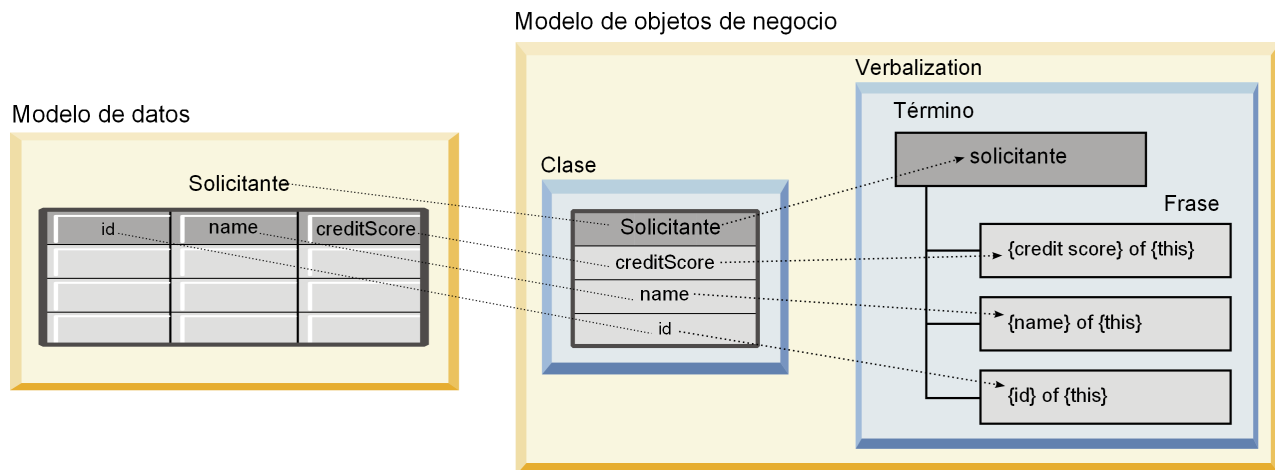 Modelo de objetos de negocio
Modelo de datos
Solicitante
id name creditScore
Clase
Solicitante
creditScore
name
id
Verbalization
Término
solicitante
Frase
{credit score} of {this}
{name} of {this}
{id} of {this}